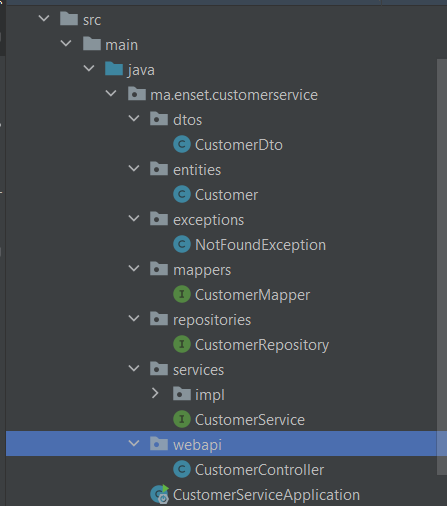 src
main
java
ma.enset.customerservice
dtos
C CustomerDto
entities
C Customer
exceptions
C NotFoundException
mappers
I CustomerMapper
repositories
I CustomerRepository
services
impl
I CustomerService
webapi
C CustomerController
CustomerServiceApplication